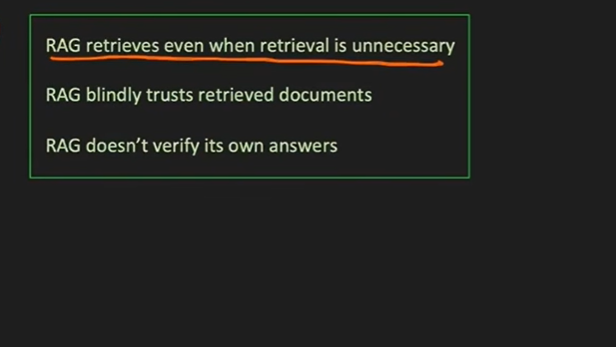 RAG retrieves even when retrieval is unnecessary
RAG blindly trusts retrieved documents
RAG doesn’t verify its own answers